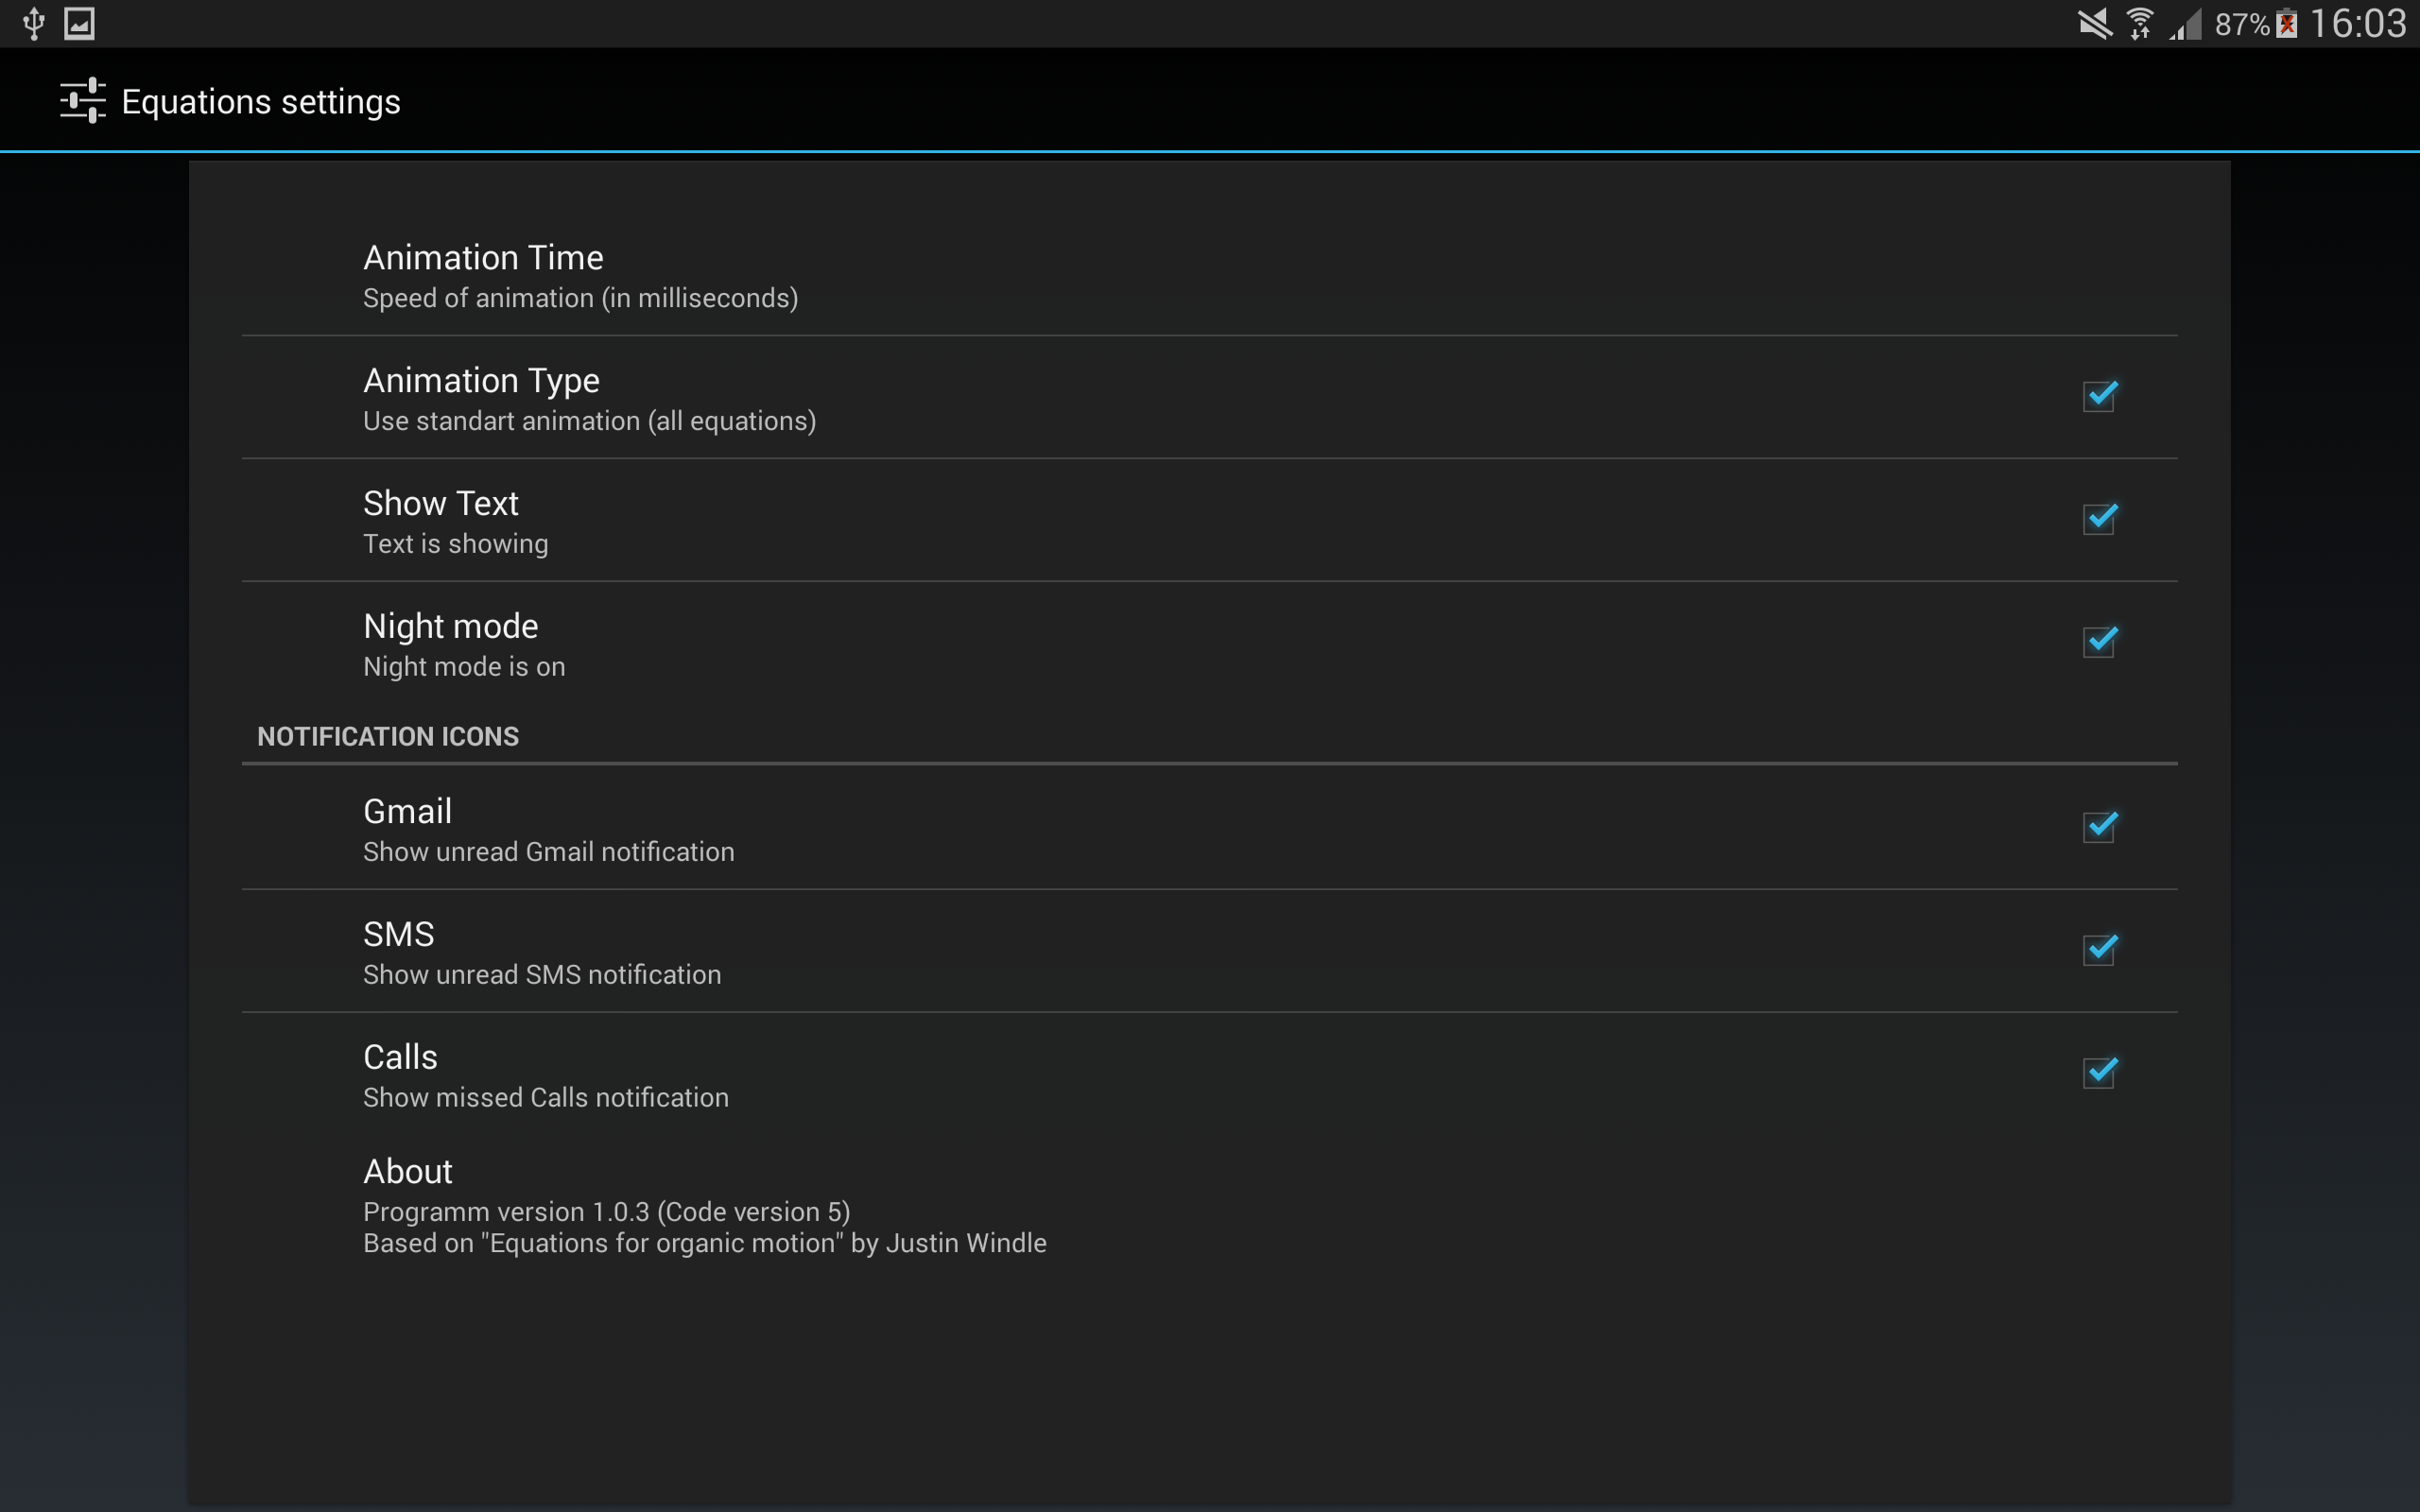 87% 16:03
Equations settings
Animation Time
Speed of animation (in milliseconds)
Animation Type
Use standart animation (all equations)
Show Text
Text is showing
Night mode
Night mode is on
NOTIFICATION ICONS
Gmail
Show unread Gmail notification
SMS
Show unread SMS notification
Calls
Show missed Calls notification
About
Programm version 1.0.3 (Code version 5)
Based on "Equations for organic motion" by Justin Windle